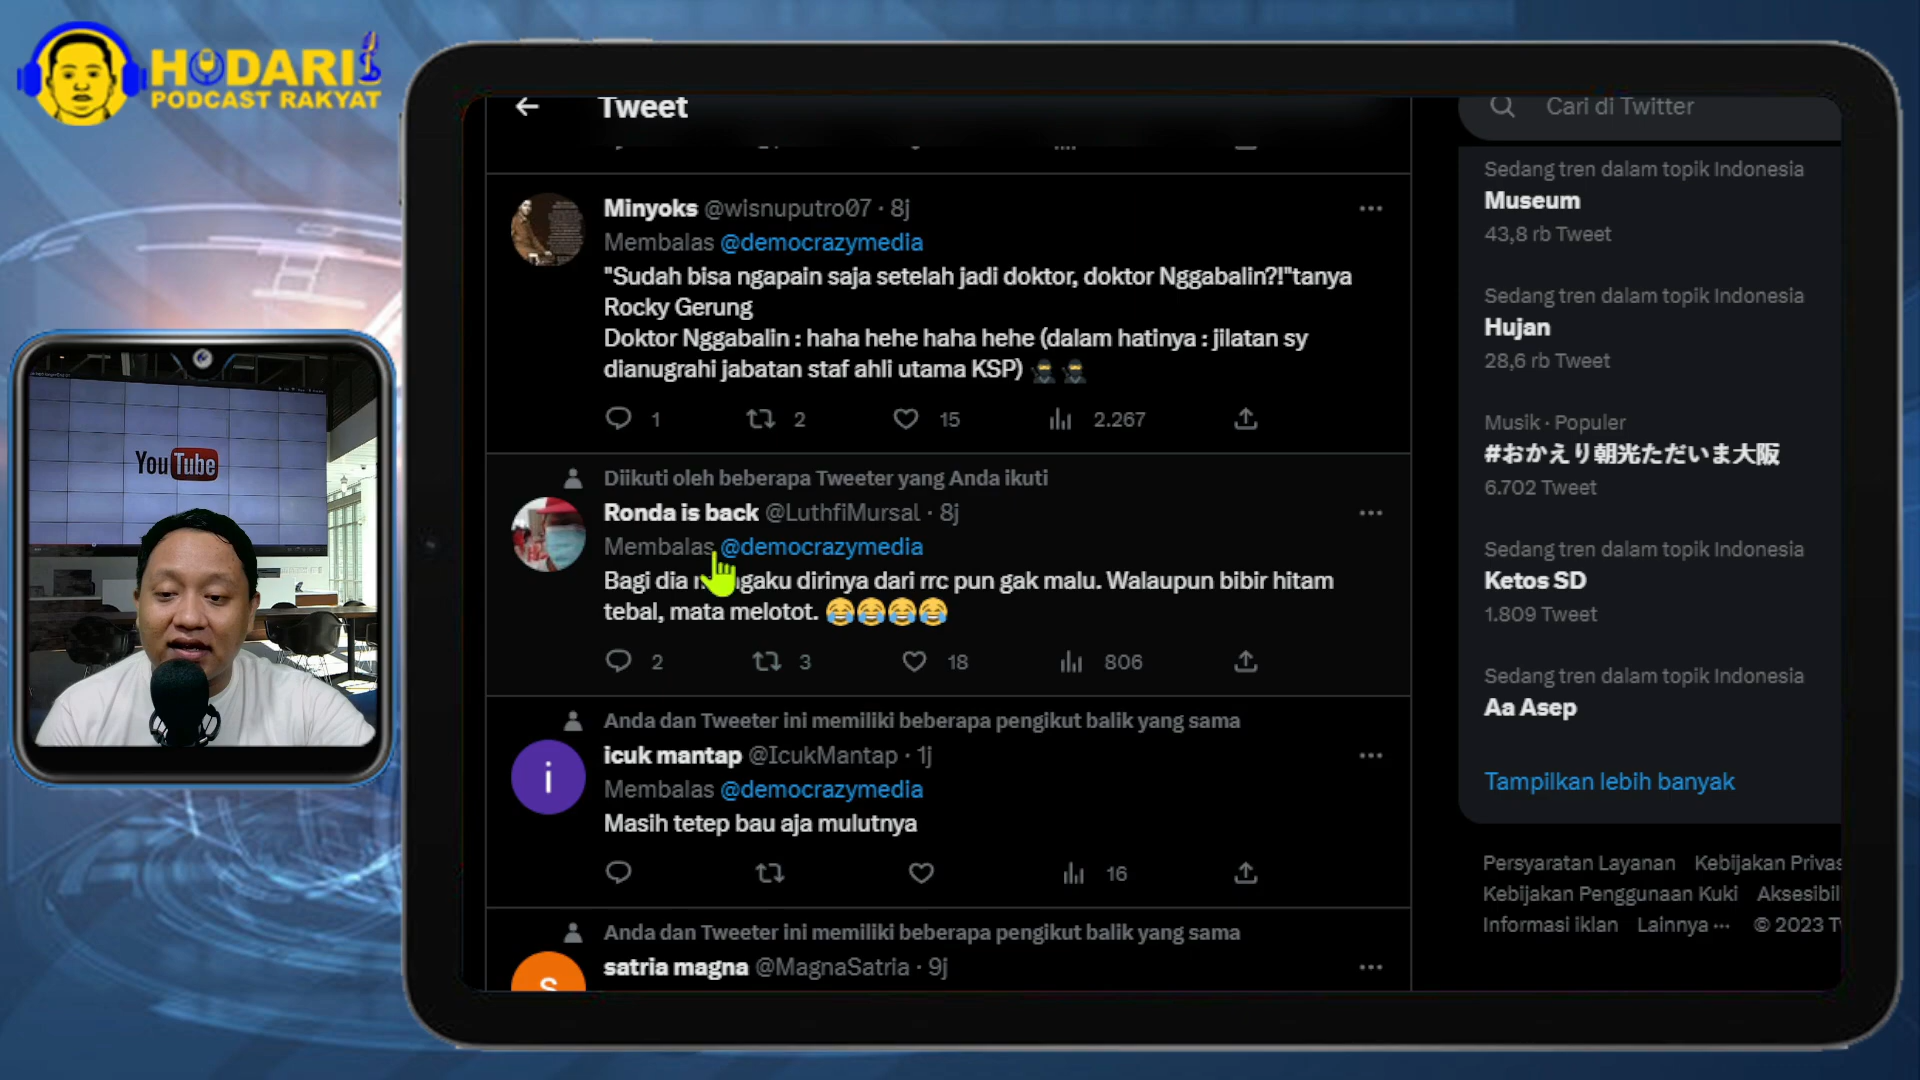 HODARI
PODCAST RAKYAT
YouTube
Tweet
Minyoks @wisnuputro07 · 8j
Membalas @democrazymedia
"Sudah bisa ngapain saja setelah jadi doktor, doktor Nggabalin?!"tanya
Rocky Gerung
Doktor Nggabalin : haha hehe haha hehe (dalam hatinya : jilatan sy
dianugrahi jabatan staf ahli utama KSP) 🥷🥷
1 2 15 2.267
Diikuti oleh beberapa Tweeter yang Anda ikuti
Ronda is back @LuthfiMursal · 8j
Membalas @democrazymedia
Bagi dia dirinya dari rrc pun gak malu. Walaupun bibir hitam
tebal, mata melotot. 😂😂😂😂
2 3 18 806
Anda dan Tweeter ini memiliki beberapa pengikut balik yang sama
i
icuk mantap @IcukMantap · 1j
Membalas @democrazymedia
Masih tetep bau aja mulutnya
16
Anda dan Tweeter ini memiliki beberapa pengikut balik yang sama
s
satria magna @MagnaSatria · 9j
Cari di Twitter
Sedang tren dalam topik Indonesia
Museum
43,8 rb Tweet
Sedang tren dalam topik Indonesia
Hujan
28,6 rb Tweet
Musik · Populer
#おかえり朝光ただいま大阪
6.702 Tweet
Sedang tren dalam topik Indonesia
Ketos SD
1.809 Tweet
Sedang tren dalam topik Indonesia
Aa Asep
Tampilkan lebih banyak
Persyaratan Layanan Kebijakan Privas
Kebijakan Penggunaan Kuki Aksesibil
Informasi iklan Lainnya ··· © 2023 Tw